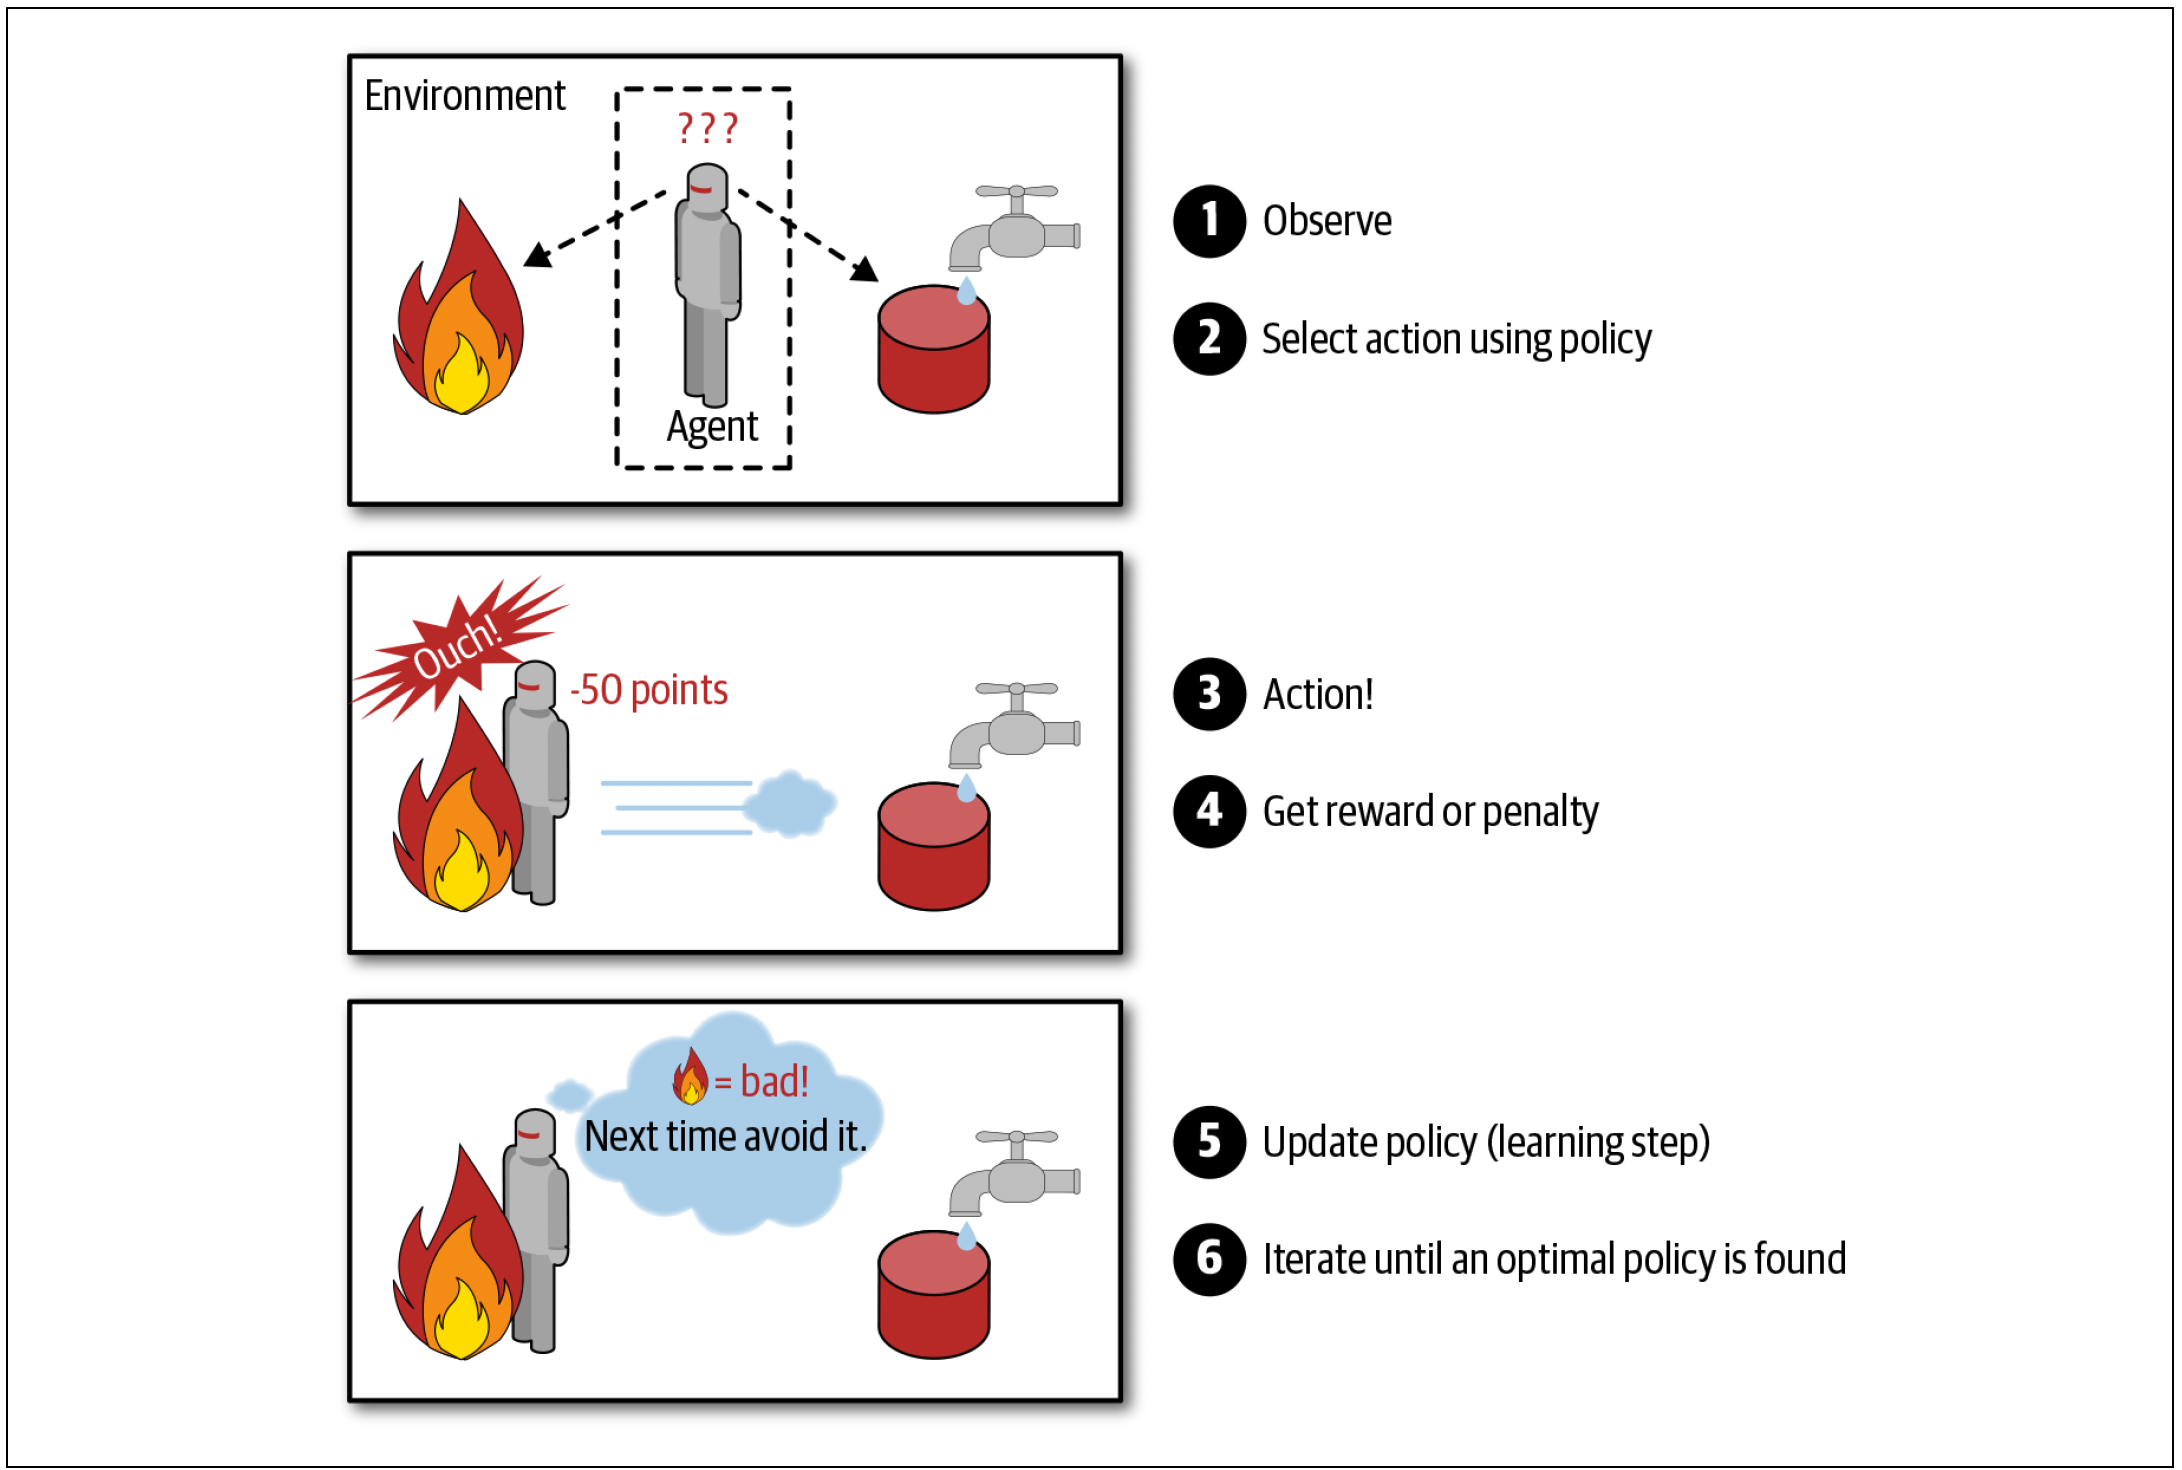 Environment
???
Agent
1 Observe
2 Select action using policy
Ouch!
-50 points
3 Action!
4 Get reward or penalty
= bad!
Next time avoid it.
5 Update policy (learning step)
6 Iterate until an optimal policy is found